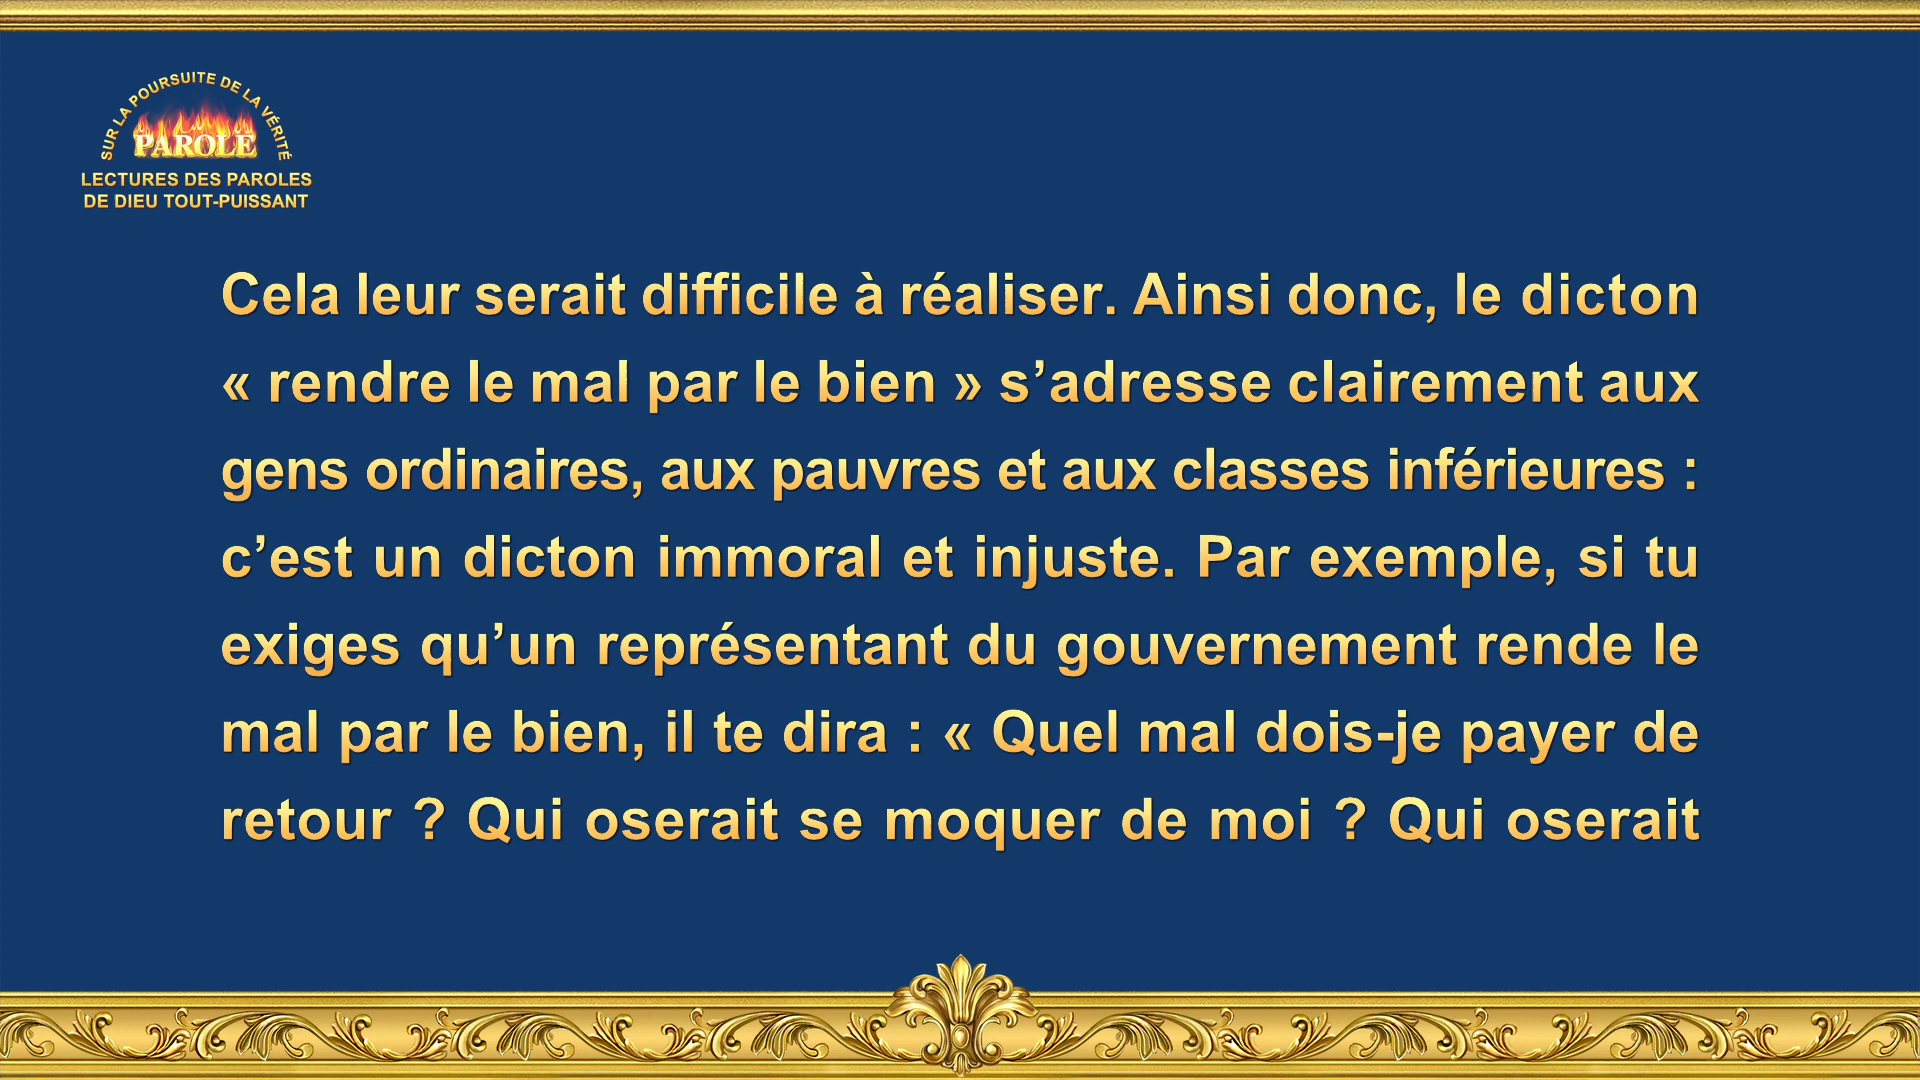 SUR LA POURSUITE DE LA VÉRITÉ
PAROLE
LECTURES DES PAROLES
DE DIEU TOUT-PUISSANT
Cela leur serait difficile à réaliser. Ainsi donc, le dicton
« rendre le mal par le bien » s’adresse clairement aux
gens ordinaires, aux pauvres et aux classes inférieures :
c’est un dicton immoral et injuste. Par exemple, si tu
exiges qu’un représentant du gouvernement rende le
mal par le bien, il te dira : « Quel mal dois-je payer de
retour ? Qui oserait se moquer de moi ? Qui oserait